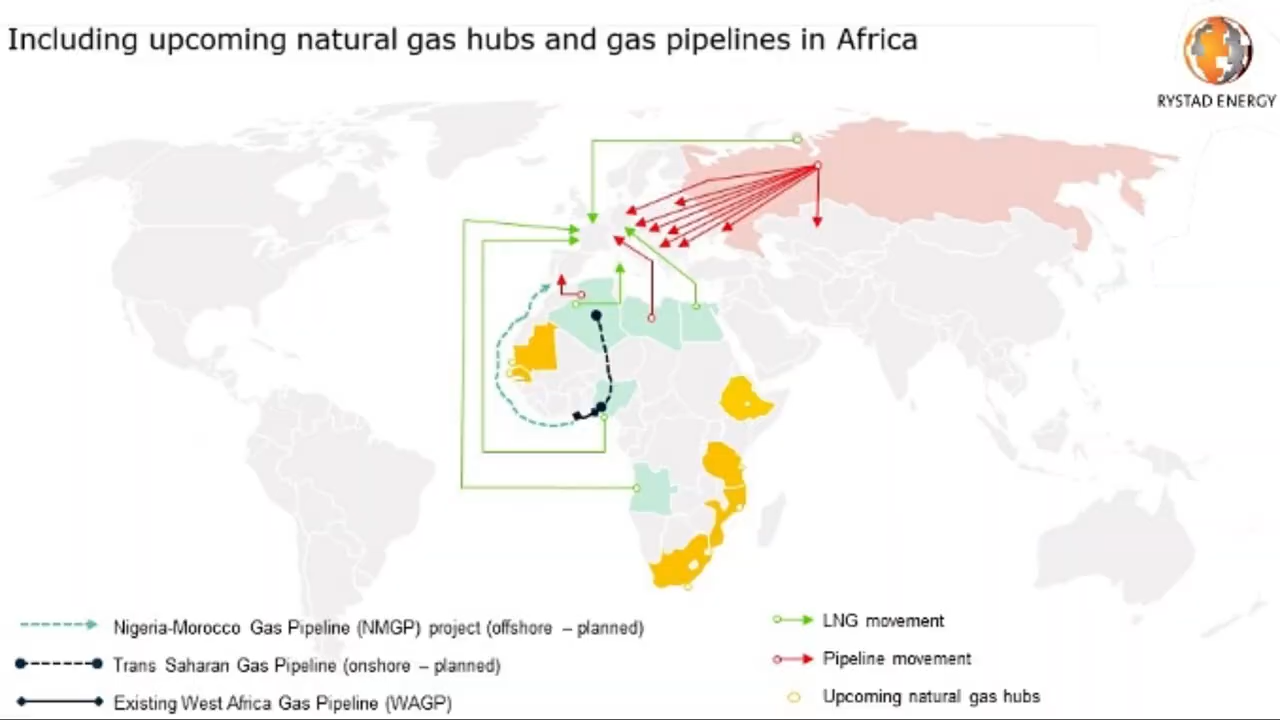 Including upcoming natural gas hubs and gas pipelines in Africa
RYSTAD ENERGY
Nigeria-Morocco Gas Pipeline (NMGP) project (offshore – planned)
Trans Saharan Gas Pipeline (onshore – planned)
Existing West Africa Gas Pipeline (WAGP)
LNG movement
Pipeline movement
Upcoming natural gas hubs